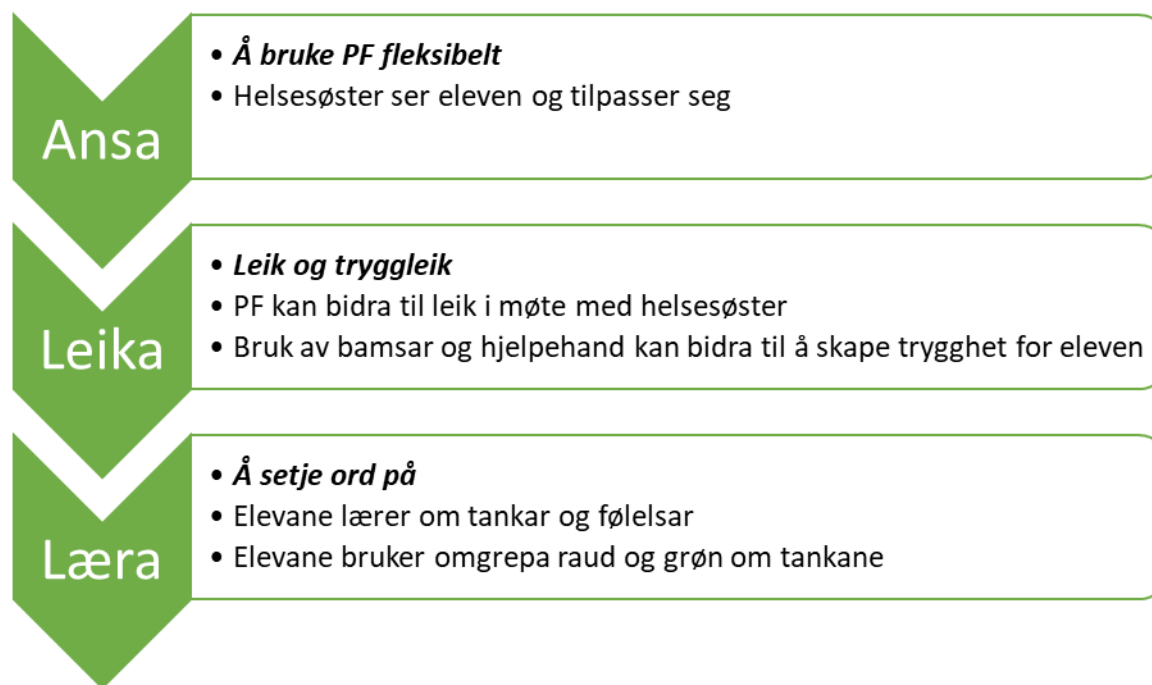 Ansa
• Å bruke PF fleksibelt
• Helsesøster ser eleven og tilpasser seg
Leika
• Leik og tryggleik
• PF kan bidra til leik i møte med helsesøster
• Bruk av bamsar og hjelpehand kan bidra til å skape trygghet for eleven
Læra
• Å setje ord på
• Elevane lærer om tankar og følelsar
• Elevane bruker omgrepa raud og grøn om tankane